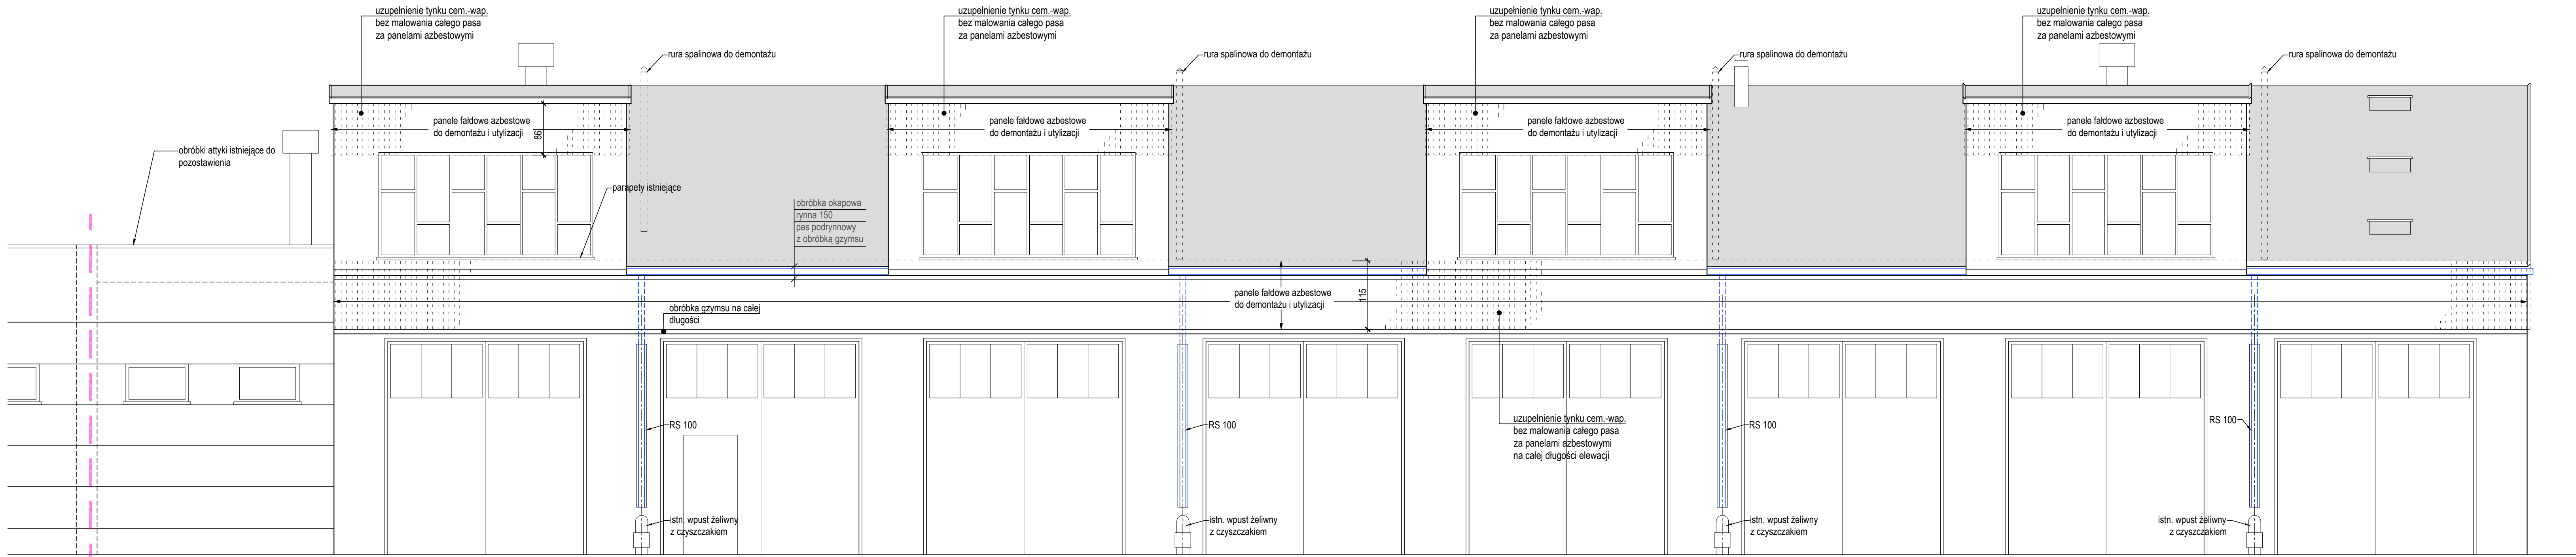 uzupełnienie tynku cem.-wap.
bez malowania całego pasa
za panelami azbestowymi
uzupełnienie tynku cem.-wap.
bez malowania całego pasa
za panelami azbestowymi
uzupełnienie tynku cem.-wap.
bez malowania całego pasa
za panelami azbestowymi
uzupełnienie tynku cem.-wap.
bez malowania całego pasa
za panelami azbestowymi
rura spalinowa do demontażu
rura spalinowa do demontażu
rura spalinowa do demontażu
rura spalinowa do demontażu
panele fałdowe azbestowe
do demontażu i utylizacji
86
panele fałdowe azbestowe
do demontażu i utylizacji
panele fałdowe azbestowe
do demontażu i utylizacji
panele fałdowe azbestowe
do demontażu i utylizacji
obróbki attyki istniejące do
pozostawienia
parapety istniejące
obróbka okapowa
rynna 150
pas podrynnowy
z obróbką gzymsu
panele fałdowe azbestowe
do demontażu i utylizacji
115
obróbka gzymsu na całej
długości
uzupełnienie tynku cem.-wap.
bez malowania całego pasa
za panelami azbestowymi
na całej długości elewacji
RS 100
RS 100
RS 100
RS 100
istn. wpust żeliwny
z czyszczakiem
istn. wpust żeliwny
z czyszczakiem
istn. wpust żeliwny
z czyszczakiem
istn. wpust żeliwny
z czyszczakiem